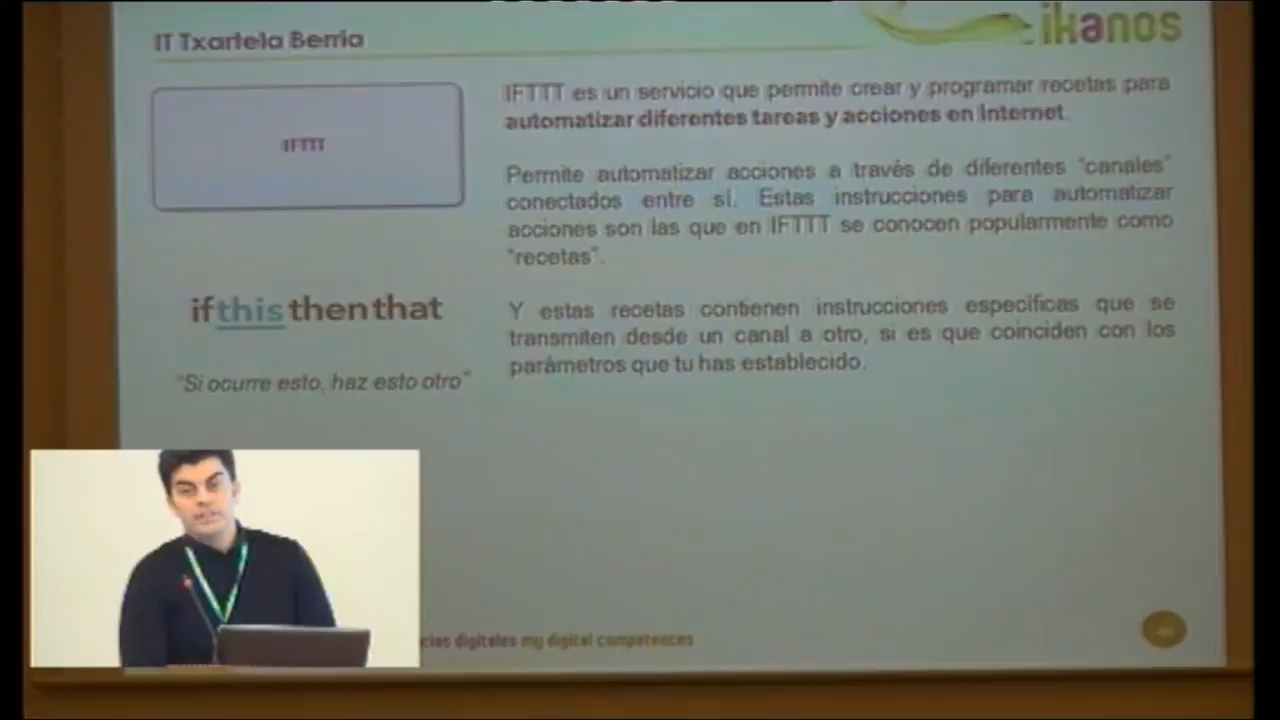 IT Txartela Berria
ikanos
IFTTT
IFTTT es un servicio que permite crear y programar recetas para
automatizar diferentes tareas y acciones en Internet.
Permite automatizar acciones a través de diferentes "canales"
conectados entre sí. Estas instrucciones para automatizar
acciones son las que en IFTTT se conocen popularmente como
"recetas".
ifthisthenthat
Y estas recetas contienen instrucciones específicas que se
transmiten desde un canal a otro, si es que coinciden con los
parámetros que tu has establecido.
"Si ocurre esto, haz esto otro"
cias digitales my digital competences